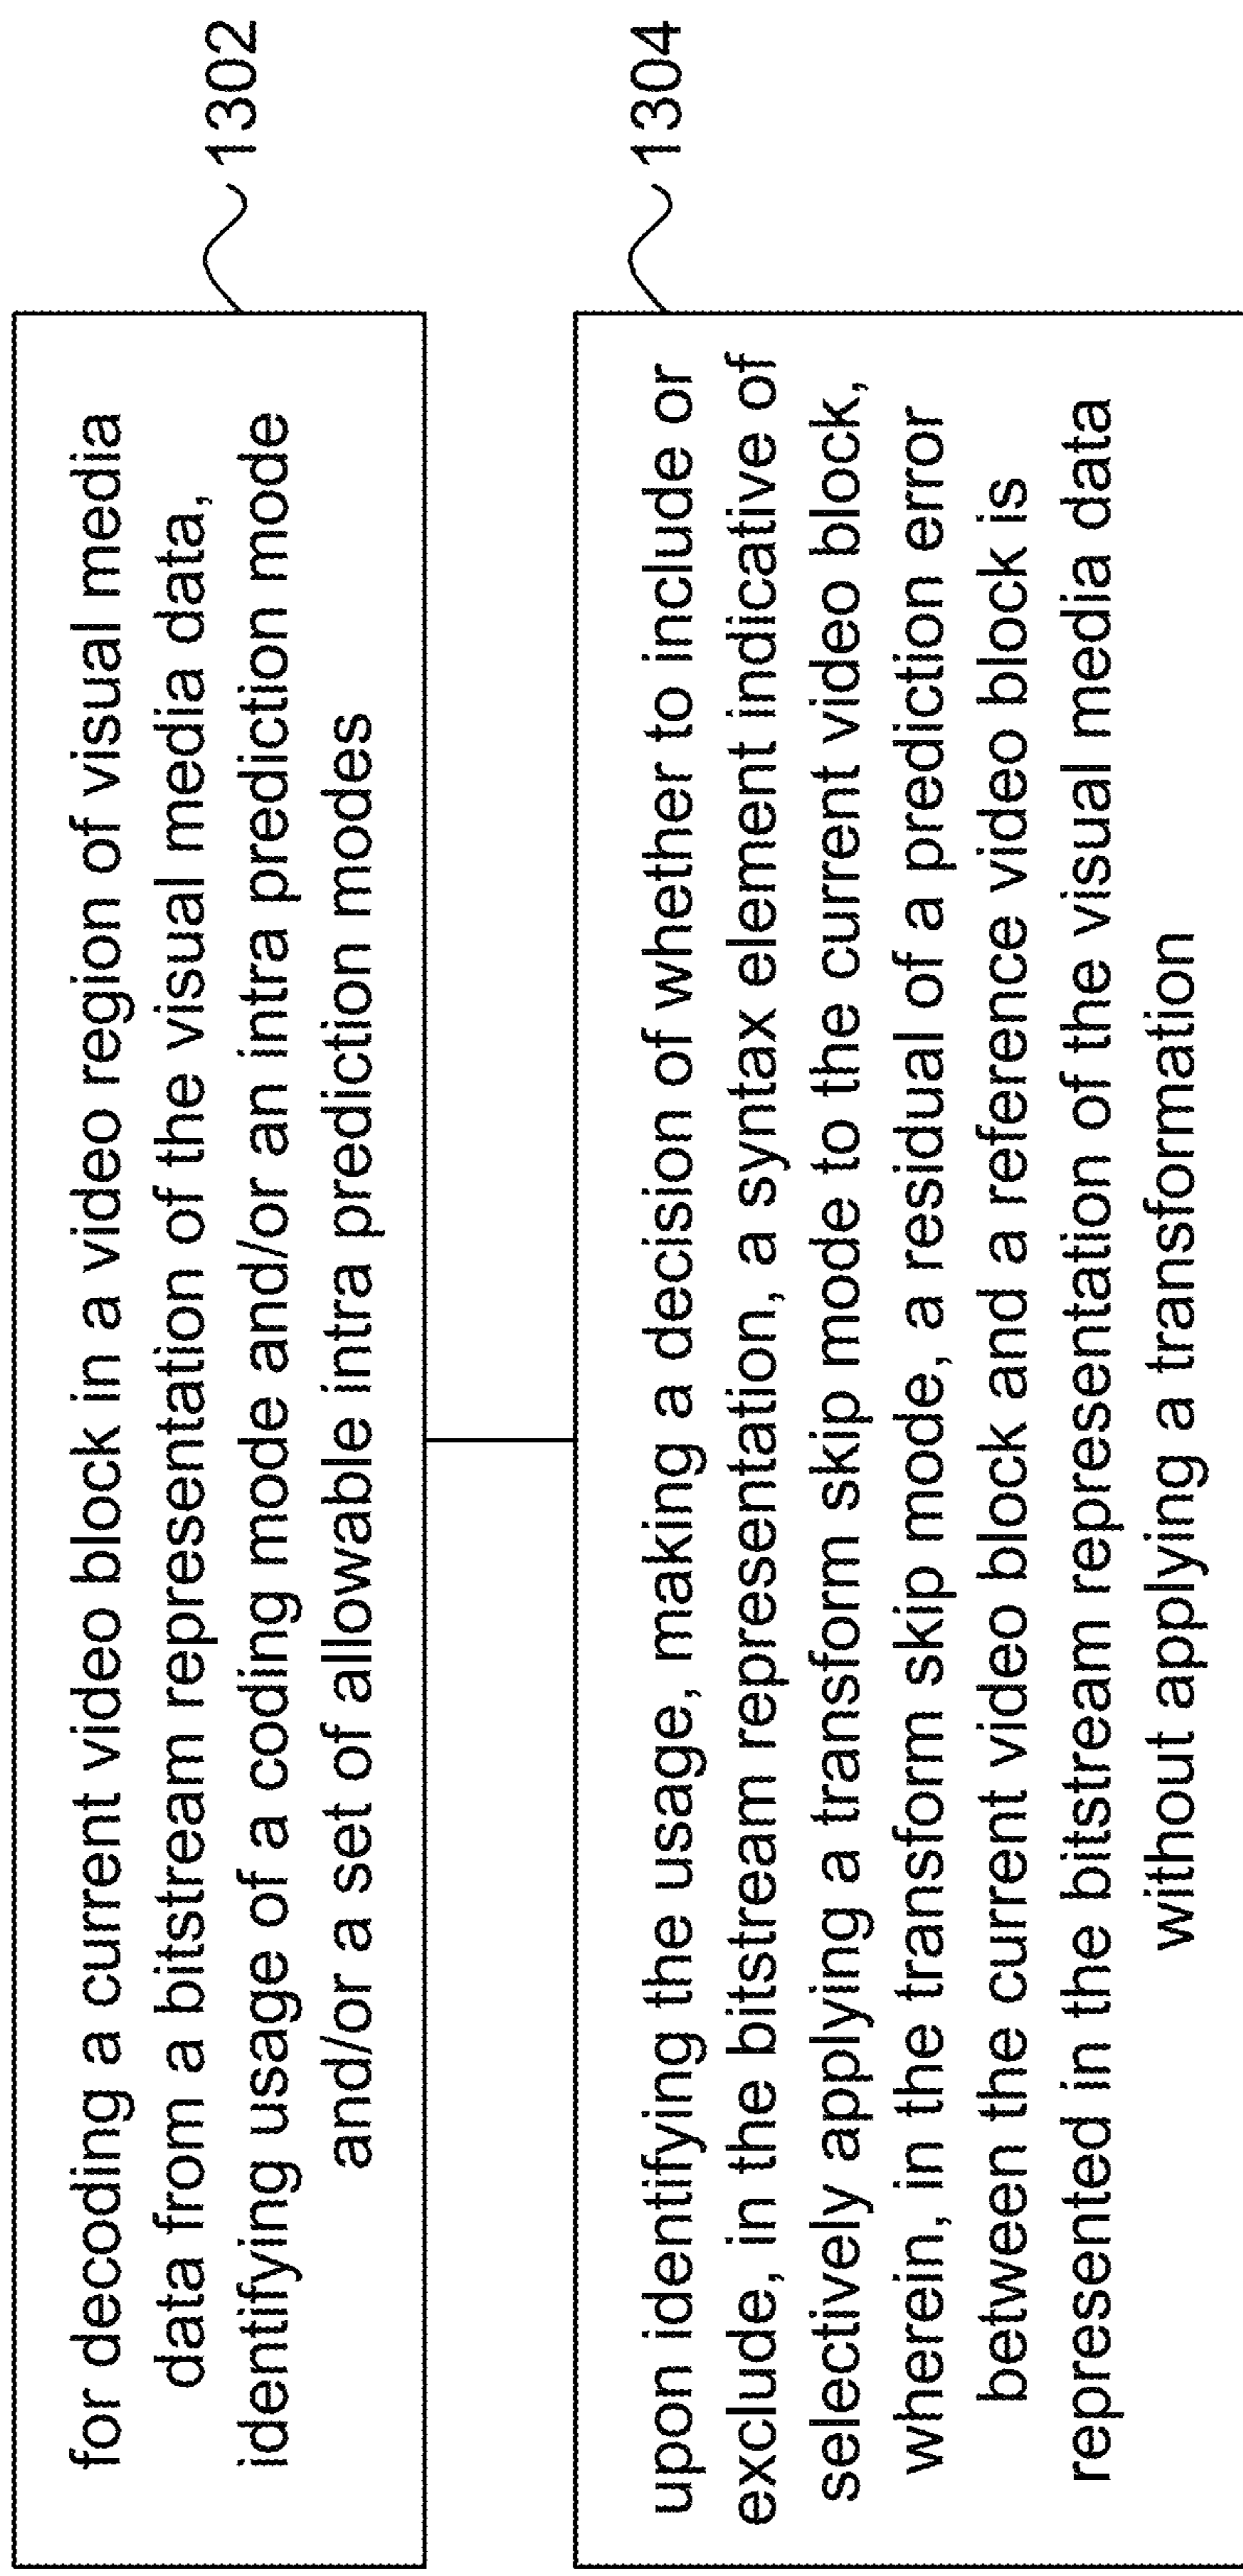 for decoding a current video block in a video region of visual media
data from a bitstream representation of the visual media data,
identifying usage of a coding mode and/or an intra prediction mode
and/or a set of allowable intra prediction modes
1302
upon identifying the usage, making a decision of whether to include or
exclude, in the bitstream representation, a syntax element indicative of
selectively applying a transform skip mode to the current video block,
wherein, in the transform skip mode, a residual of a prediction error
between the current video block and a reference video block is
represented in the bitstream representation of the visual media data
without applying a transformation
1304